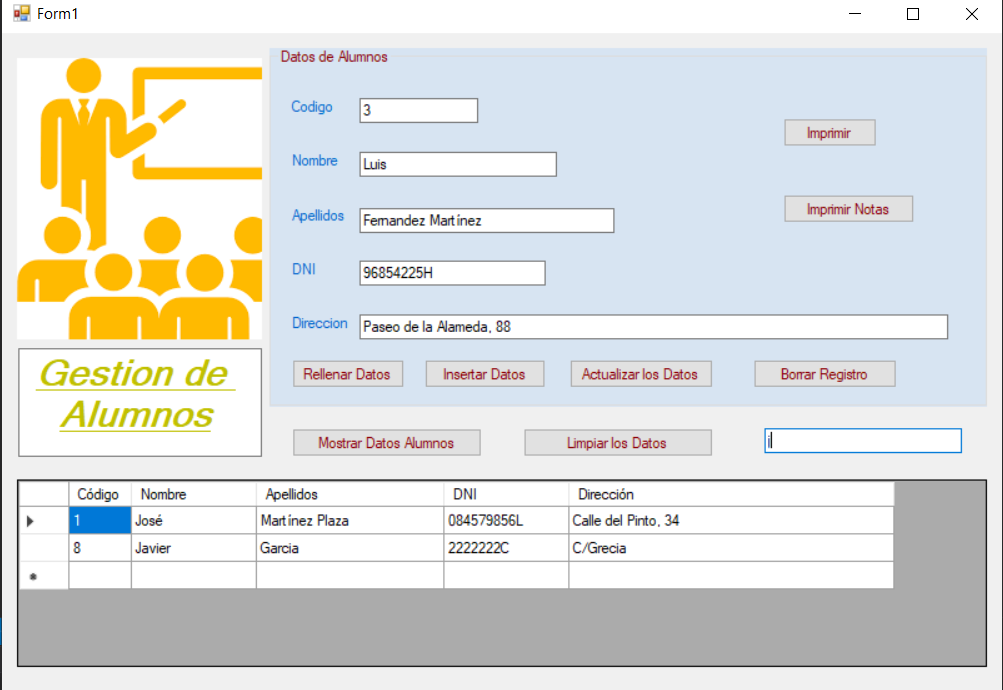 Form1
Datos de Alumnos
Codigo 3
Imprimir
Nombre Luis
Imprimir Notas
Apellidos Fernandez Martínez
DNI 96854225H
Direccion Paseo de la Alameda, 88
Rellenar Datos Insertar Datos Actualizar los Datos Borrar Registro
Gestion de
Alumnos
Mostrar Datos Alumnos Limpiar los Datos i
Código Nombre Apellidos DNI Dirección
1 José Martínez Plaza 084579856L Calle del Pinto, 34
8 Javier Garcia 2222222C C/Grecia